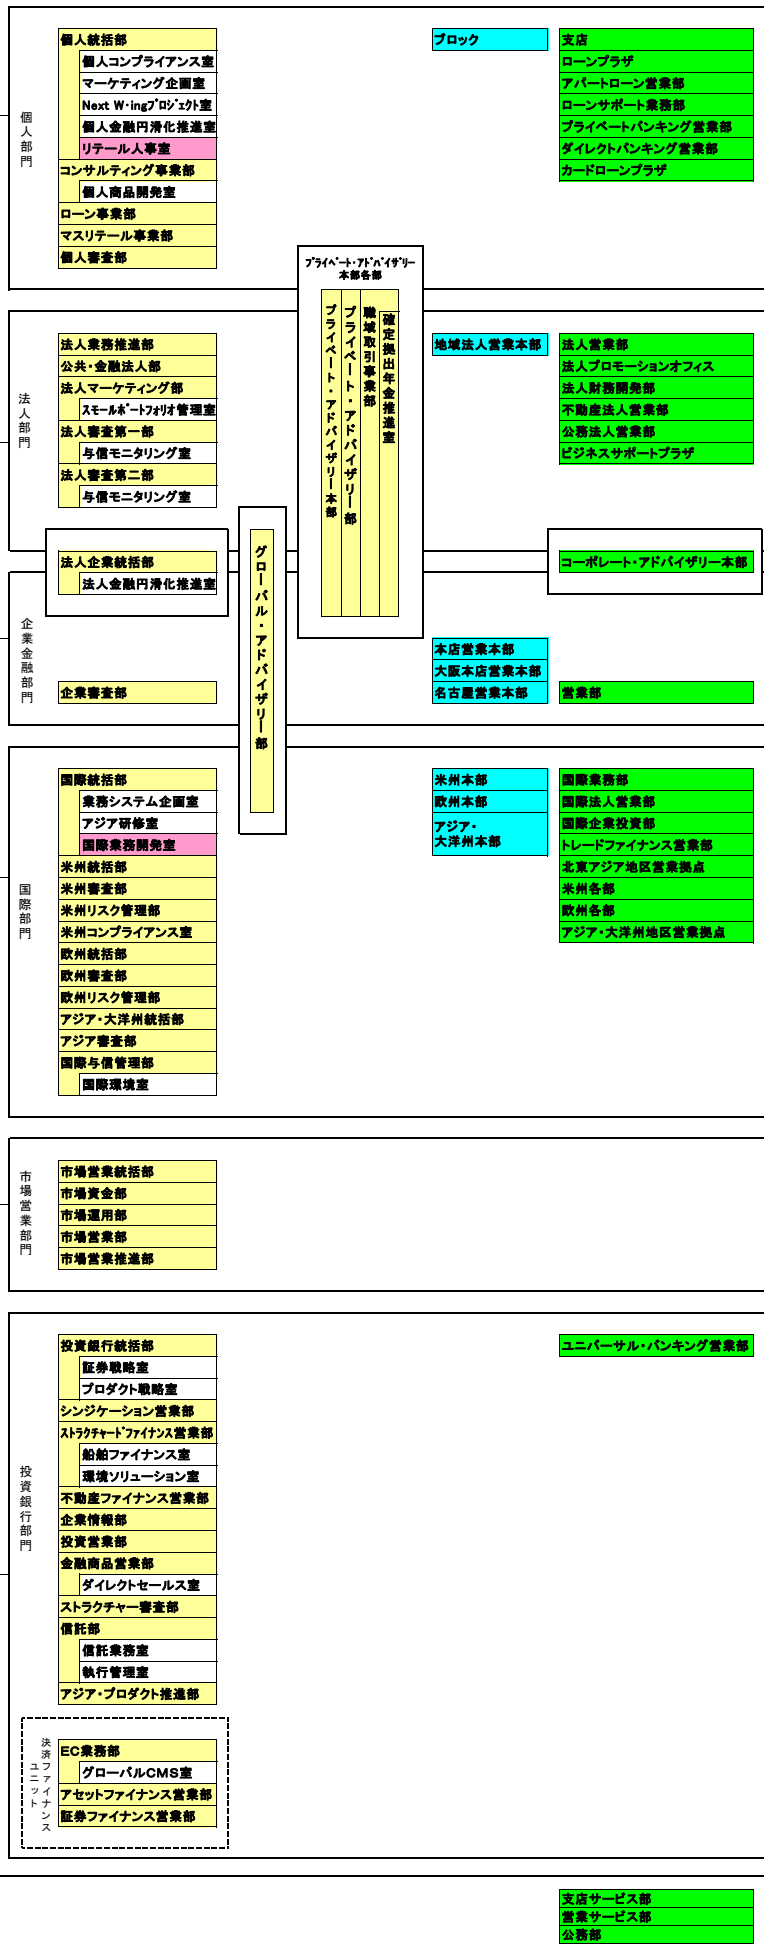 個人部門
個人統括部
個人コンプライアンス室
マーケティング企画室
Next W・ingプロジェクト室
個人金融円滑化推進室
リテール人事室
コンサルティング事業部
個人商品開発室
ローン事業部
マスリテール事業部
個人審査部
ブロック
支店
ローンプラザ
アパートローン営業部
ローンサポート業務部
プライベートバンキング営業部
ダイレクトバンキング営業部
カードローンプラザ
プライベート・アドバイザリー
本部各部
プライベート・アドバイザリー本部
プライベート・アドバイザリー部
職域取引事業部
確定拠出年金推進室
法人部門
法人業務推進部
公共・金融法人部
法人マーケティング部
スモールポートフォリオ管理室
法人審査第一部
与信モニタリング室
法人審査第二部
与信モニタリング室
地域法人営業本部
法人営業部
法人プロモーションオフィス
法人財務開発部
不動産法人営業部
公務法人営業部
ビジネスサポートプラザ
法人企業統括部
法人金融円滑化推進室
グローバル・アドバイザリー部
コーポレート・アドバイザリー本部
企業金融部門
企業審査部
本店営業本部
大阪本店営業本部
名古屋営業本部
営業部
国際部門
国際統括部
業務システム企画室
アジア研修室
国際業務開発室
米州統括部
米州審査部
米州リスク管理部
米州コンプライアンス室
欧州統括部
欧州審査部
欧州リスク管理部
アジア・大洋州統括部
アジア審査部
国際与信管理部
国際環境室
米州本部
欧州本部
アジア・
大洋州本部
国際業務部
国際法人営業部
国際企業投資部
トレードファイナンス営業部
北東アジア地区営業拠点
米州各部
欧州各部
アジア・大洋州地区営業拠点
市場営業部門
市場営業統括部
市場資金部
市場運用部
市場営業部
市場営業推進部
投資銀行部門
投資銀行統括部
証券戦略室
プロダクト戦略室
シンジケーション営業部
ストラクチャードファイナンス営業部
船舶ファイナンス室
環境ソリューション室
不動産ファイナンス営業部
企業情報部
投資営業部
金融商品営業部
ダイレクトセールス室
ストラクチャー審査部
信託部
信託業務室
執行管理室
アジア・プロダクト推進部
ユニバーサル・バンキング営業部
決済ファイナンス
ユニット
EC業務部
グローバルCMS室
アセットファイナンス営業部
証券ファイナンス営業部
支店サービス部
営業サービス部
公務部